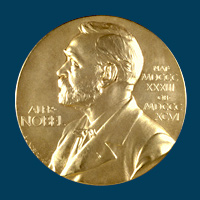 ALFR·
NOBEL
NAT·
MDCCC
XXXIII
OB·
MDCCC
XCVI